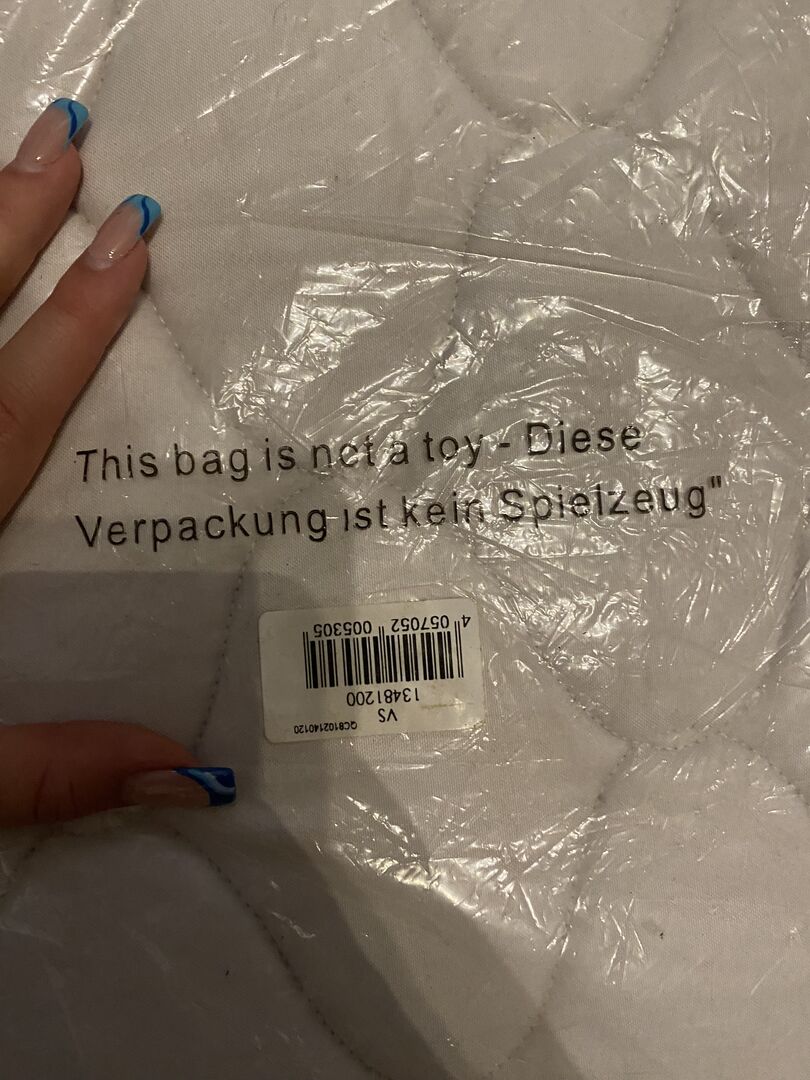 This bag is not a toy - Diese
Verpackung ist kein Spielzeug"
QC8102140120
VS
13481200
4 057052 005305